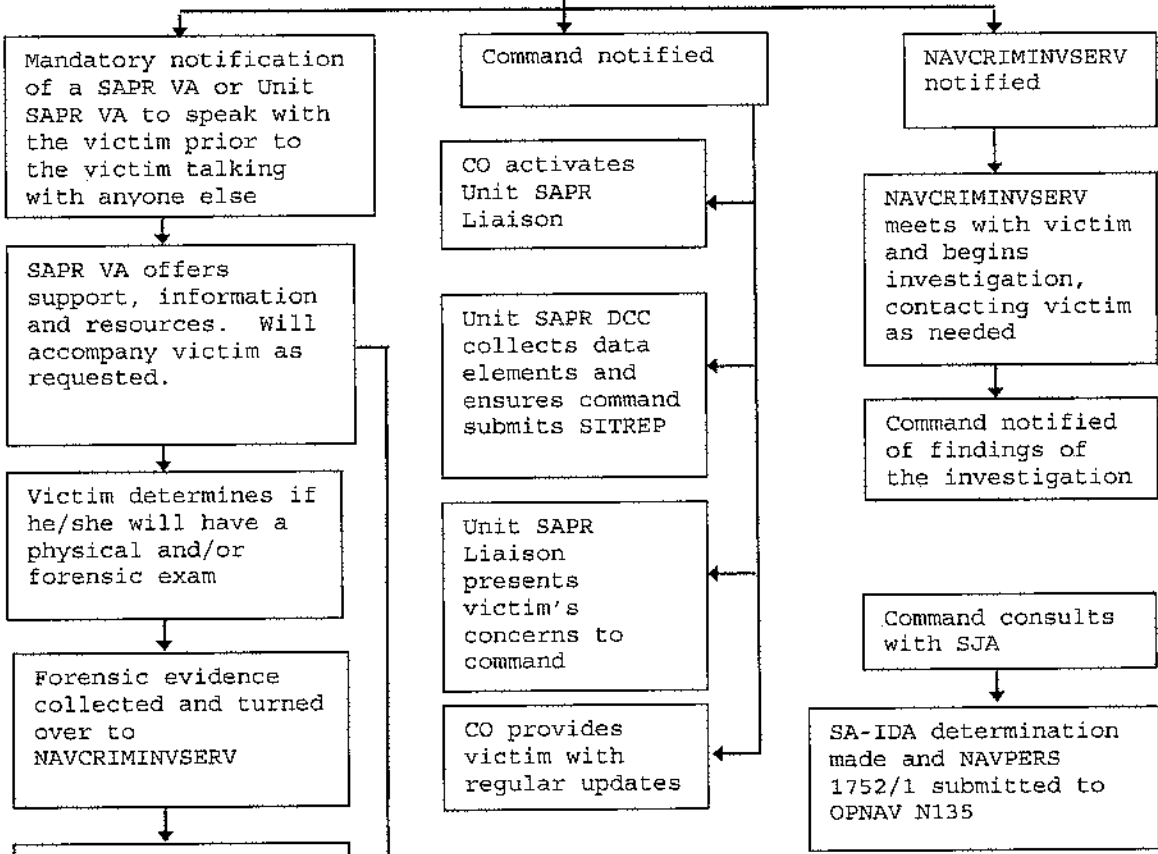 Mandatory notification
of a SAPR VA or Unit
SAPR VA to speak with
the victim prior to
the victim talking
with anyone else
SAPR VA offers
support, information
and resources. Will
accompany victim as
requested.
Victim determines if
he/she will have a
physical and/or
forensic exam
Forensic evidence
collected and turned
over to
NAVCRIMINVSERV
Command notified
CO activates
Unit SAPR
Liaison
Unit SAPR DCC
collects data
elements and
ensures command
submits SITREP
Unit SAPR
Liaison
presents
victim's
concerns to
command
CO provides
victim with
regular updates
NAVCRIMINVSERV
notified
NAVCRIMINVSERV
meets with victim
and begins
investigation,
contacting victim
as needed
Command notified
of findings of
the investigation
Command consults
with SJA
SA-IDA determination
made and NAVPERS
1752/1 submitted to
OPNAV N135